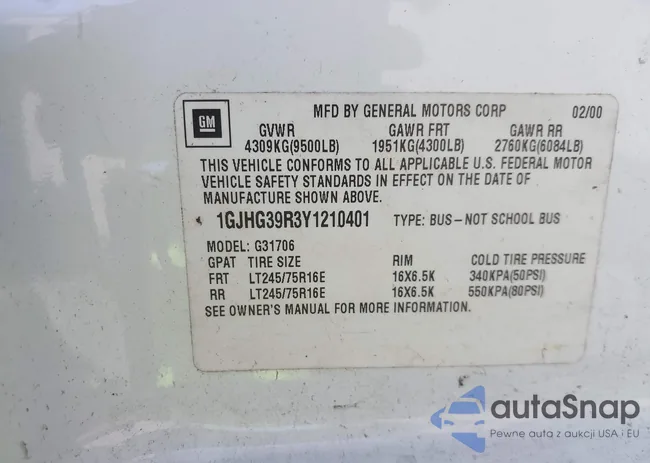 GM
MFD BY GENERAL MOTORS CORP 02/00
GVWR GAWR FRT GAWR RR
4309KG(9500LB) 1951KG(4300LB) 2760KG(6084LB)
THIS VEHICLE CONFORMS TO ALL APPLICABLE U.S. FEDERAL MOTOR
VEHICLE SAFETY STANDARDS IN EFFECT ON THE DATE OF
MANUFACTURE SHOWN ABOVE.
1GJHG39R3Y1210401 TYPE: BUS–NOT SCHOOL BUS
MODEL: G31706
GPAT TIRE SIZE RIM COLD TIRE PRESSURE
FRT LT245/75R16E 16X6.5K 340KPA(50PSI)
RR LT245/75R16E 16X6.5K 550KPA(80PSI)
SEE OWNER'S MANUAL FOR MORE INFORMATION.
autaSnap
Pewne auta z aukcji USA i EU